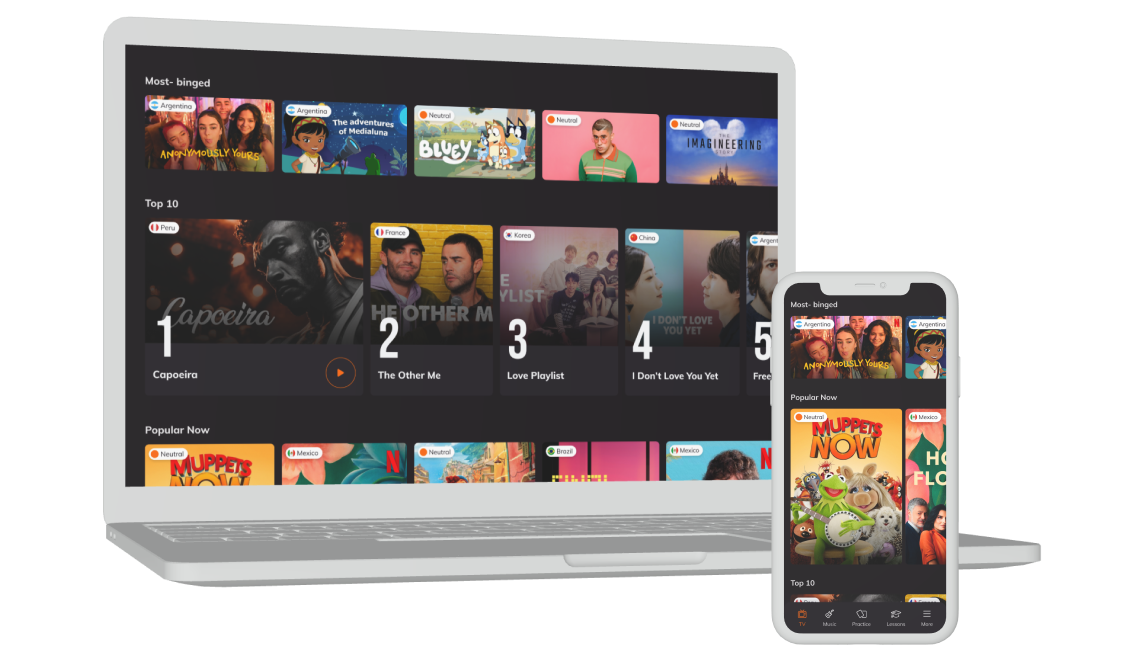 Most- binged
Argentina
N
ANONYMOUSLY YOURS
Argentina
The adventures
of Medialuna
Neutral
BLUEY
Neutral
Neutral
THE
IMAGINEERING
STORY
Top 10
Peru
Capoeira
1
Capoeira
France
HE OTHER M
2
The Other Me
Korea
E
YLIST
3
Love Playlist
China
I DON'T LOVE
YOU YET
4
I Don't Love You Yet
Argent
5
Free
Popular Now
Neutral
MUPPETS
NOW
Mexico
N
Neutral
Brazil
Mexico
N
Most- binged
Argentina
N
ANONYMOUSLY YOURS
Argentina
Popular Now
Neutral
MUPPETS
NOW
Mexico
HO
FLO
Top 10
TV
Music
Practice
Lessons
More